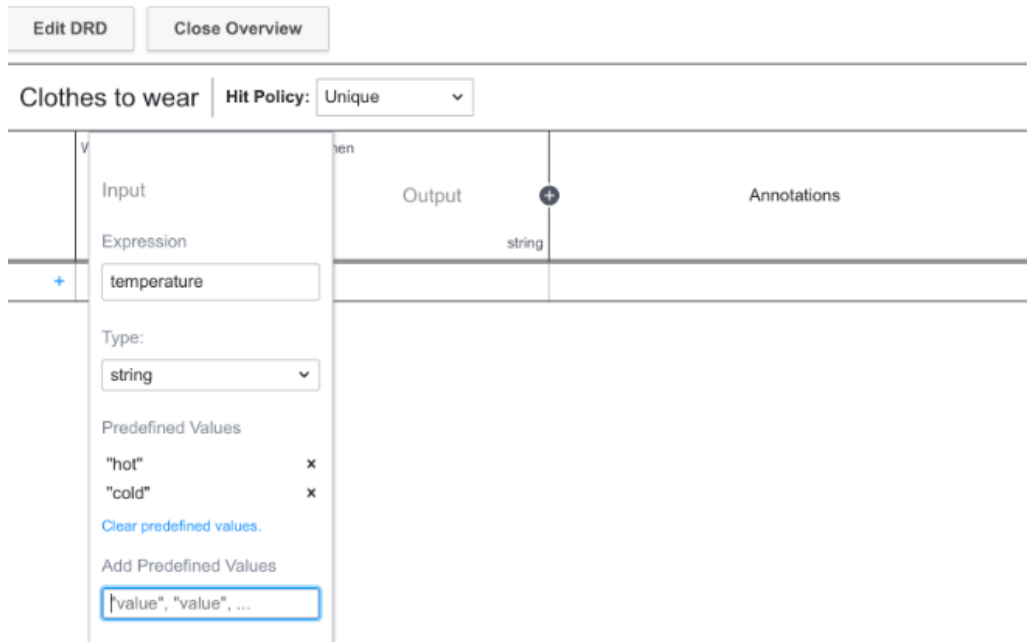 Edit DRD Close Overview
Clothes to wear Hit Policy: Unique
Input
Output
Annotations
Expression
string
+ temperature
Type:
string
Predefined Values
"hot" x
"cold" x
Clear predefined values.
Add Predefined Values
"value", "value", ...